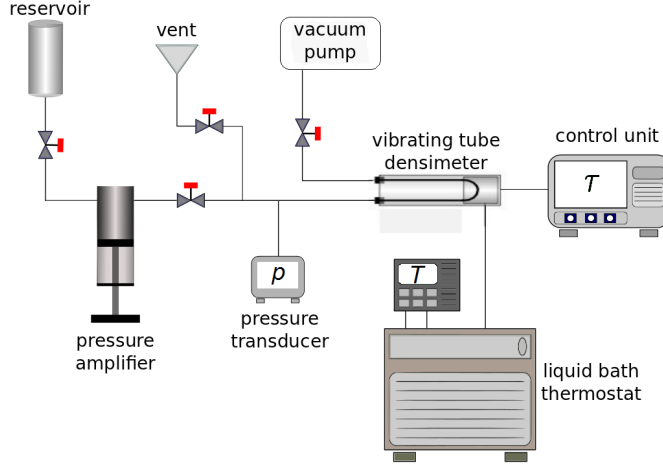 reservoir
vent
vacuum
pump
vibrating tube
densimeter
control unit
τ
p
T
pressure
transducer
pressure
amplifier
liquid bath
thermostat